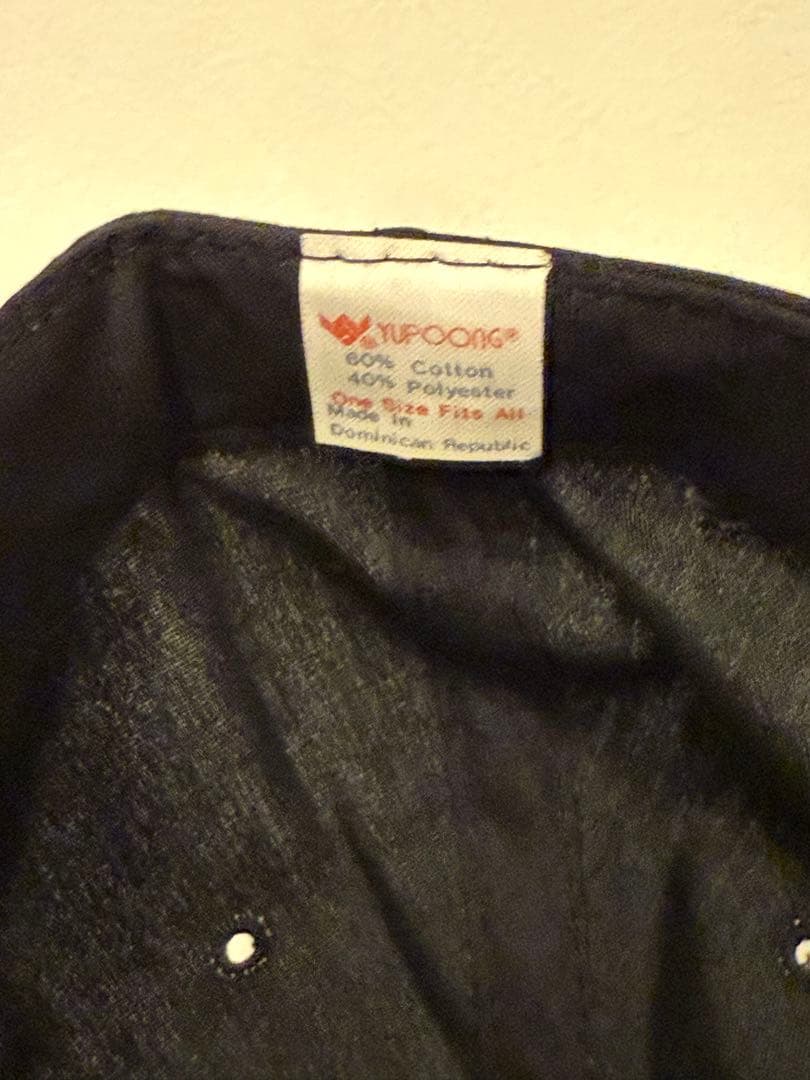 YUPOONG®
60% Cotton
40% Polyester
One Size Fits All
Made in
Dominican Republic